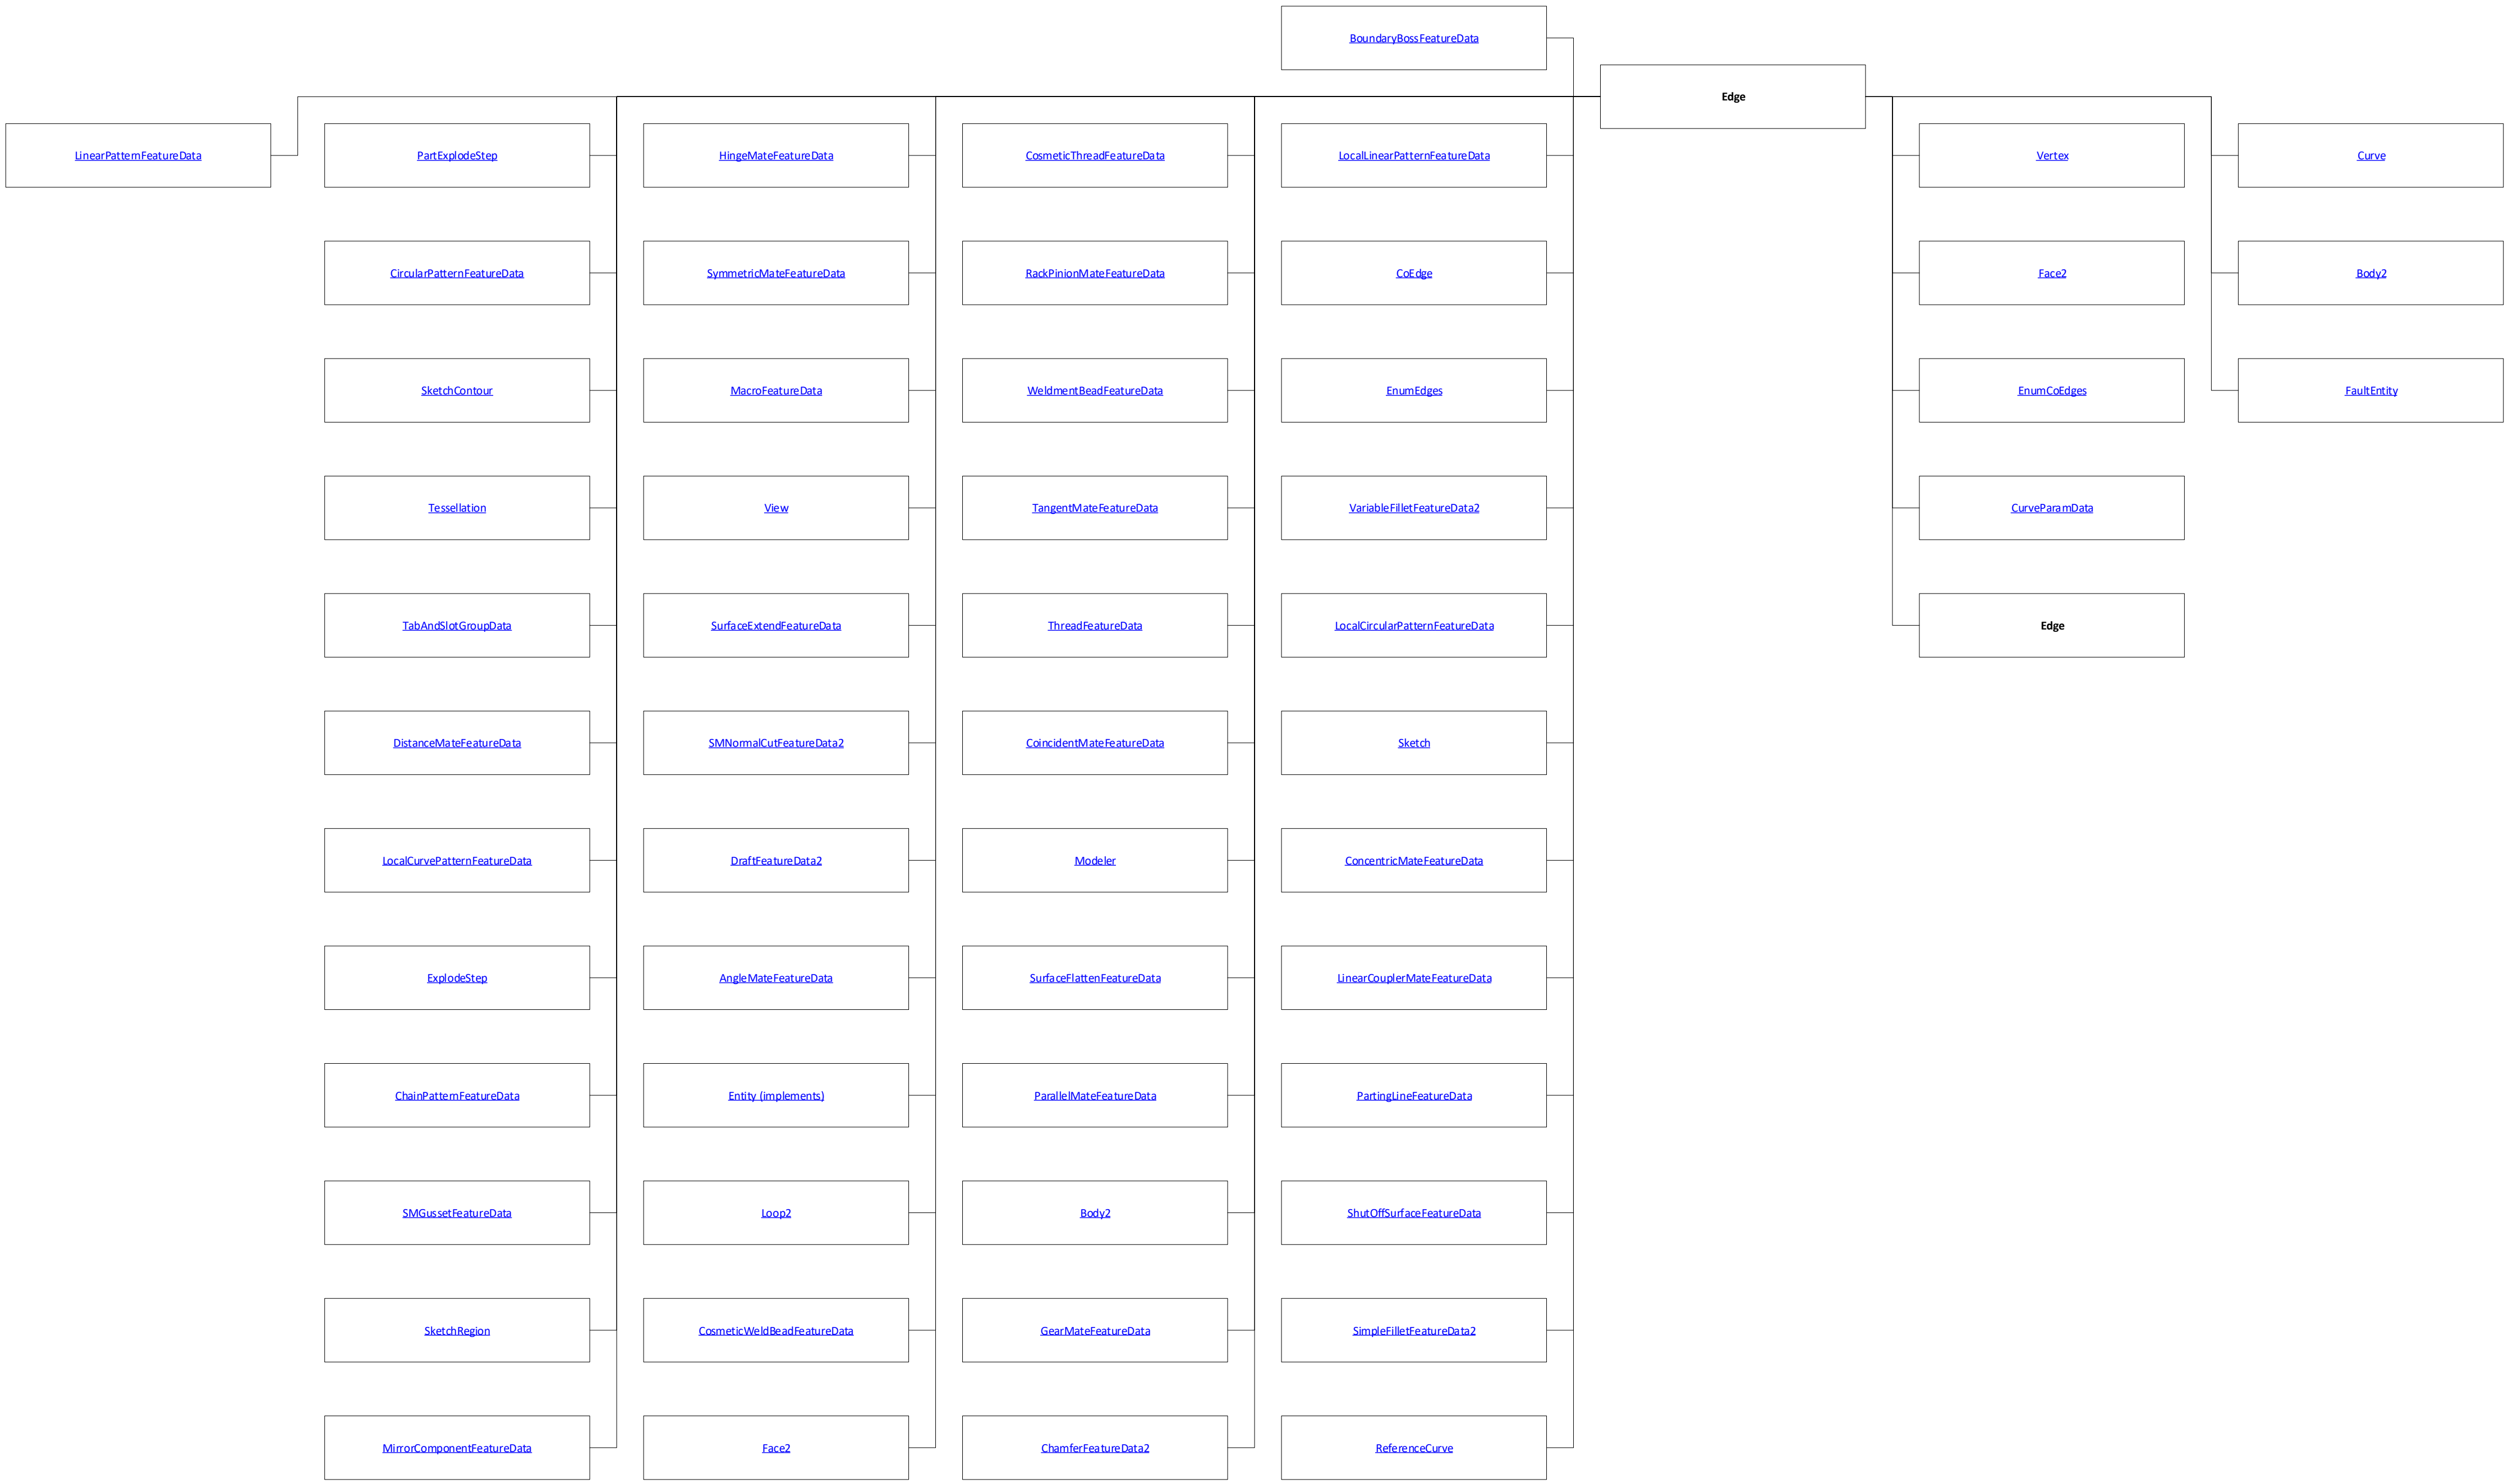 BoundaryBossFeatureData
Edge
LinearPatternFeatureData
PartExplodeStep
HingeMateFeatureData
CosmeticThreadFeatureData
LocalLinearPatternFeatureData
Vertex
Curve
CircularPatternFeatureData
SymmetricMateFeatureData
RackPinionMateFeatureData
CoEdge
Face2
Body2
SketchContour
MacroFeatureData
WeldmentBeadFeatureData
EnumEdges
EnumCoEdges
FaultEntity
Tessellation
View
TangentMateFeatureData
VariableFilletFeatureData2
CurveParamData
TabAndSlotGroupData
SurfaceExtendFeatureData
ThreadFeatureData
LocalCircularPatternFeatureData
Edge
DistanceMateFeatureData
SMNormalCutFeatureData2
CoincidentMateFeatureData
Sketch
LocalCurvePatternFeatureData
DraftFeatureData2
Modeler
ConcentricMateFeatureData
ExplodeStep
AngleMateFeatureData
SurfaceFlattenFeatureData
LinearCouplerMateFeatureData
ChainPatternFeatureData
Entity (implements)
ParallelMateFeatureData
PartingLineFeatureData
SMGussetFeatureData
Loop2
Body2
ShutOffSurfaceFeatureData
SketchRegion
CosmeticWeldBeadFeatureData
GearMateFeatureData
SimpleFilletFeatureData2
MirrorComponentFeatureData
Face2
ChamferFeatureData2
ReferenceCurve